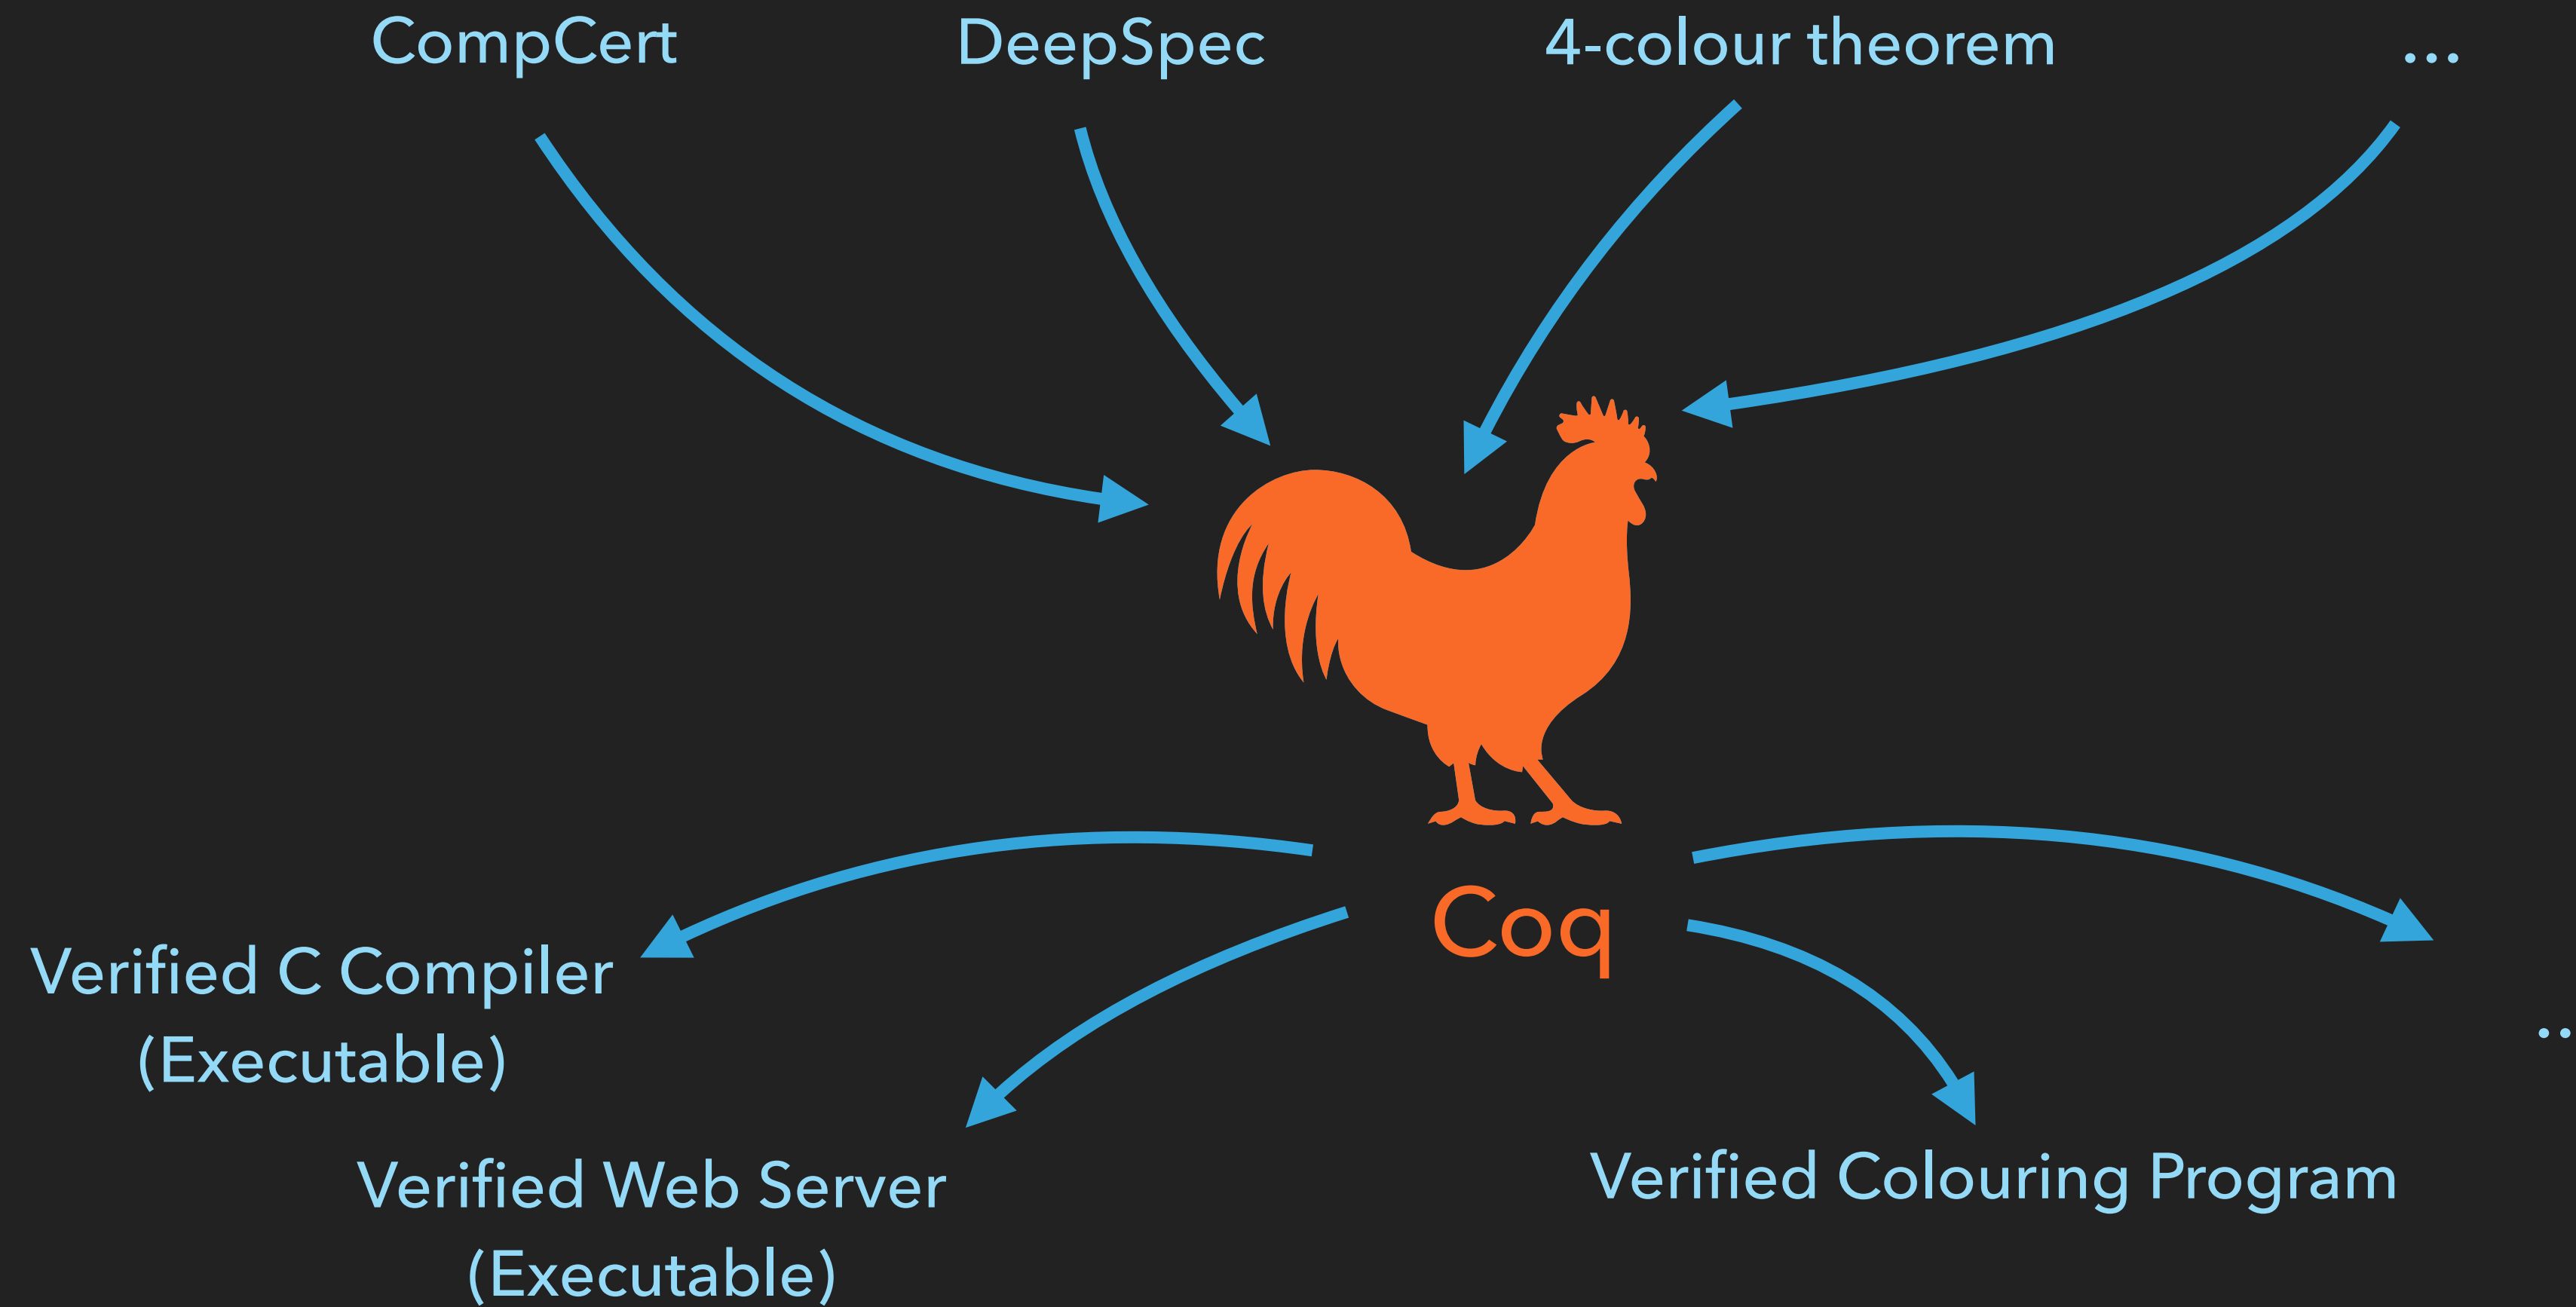 CompCert
DeepSpec
4-colour theorem
...
Coq
Verified C Compiler
(Executable)
..
Verified Web Server
(Executable)
Verified Colouring Program